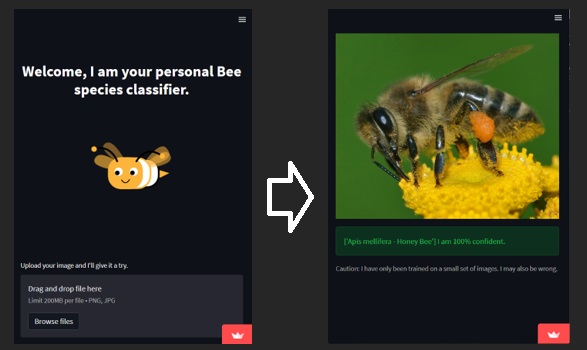 Welcome, I am your personal Bee
species classifier.
Upload your image and I'll give it a try.
Drag and drop file here
Limit 200MB per file • PNG, JPG
Browse files
['Apis mellifera - Honey Bee'] I am 100% confident.
Caution: I have only been trained on a small set of images. I may also be wrong.